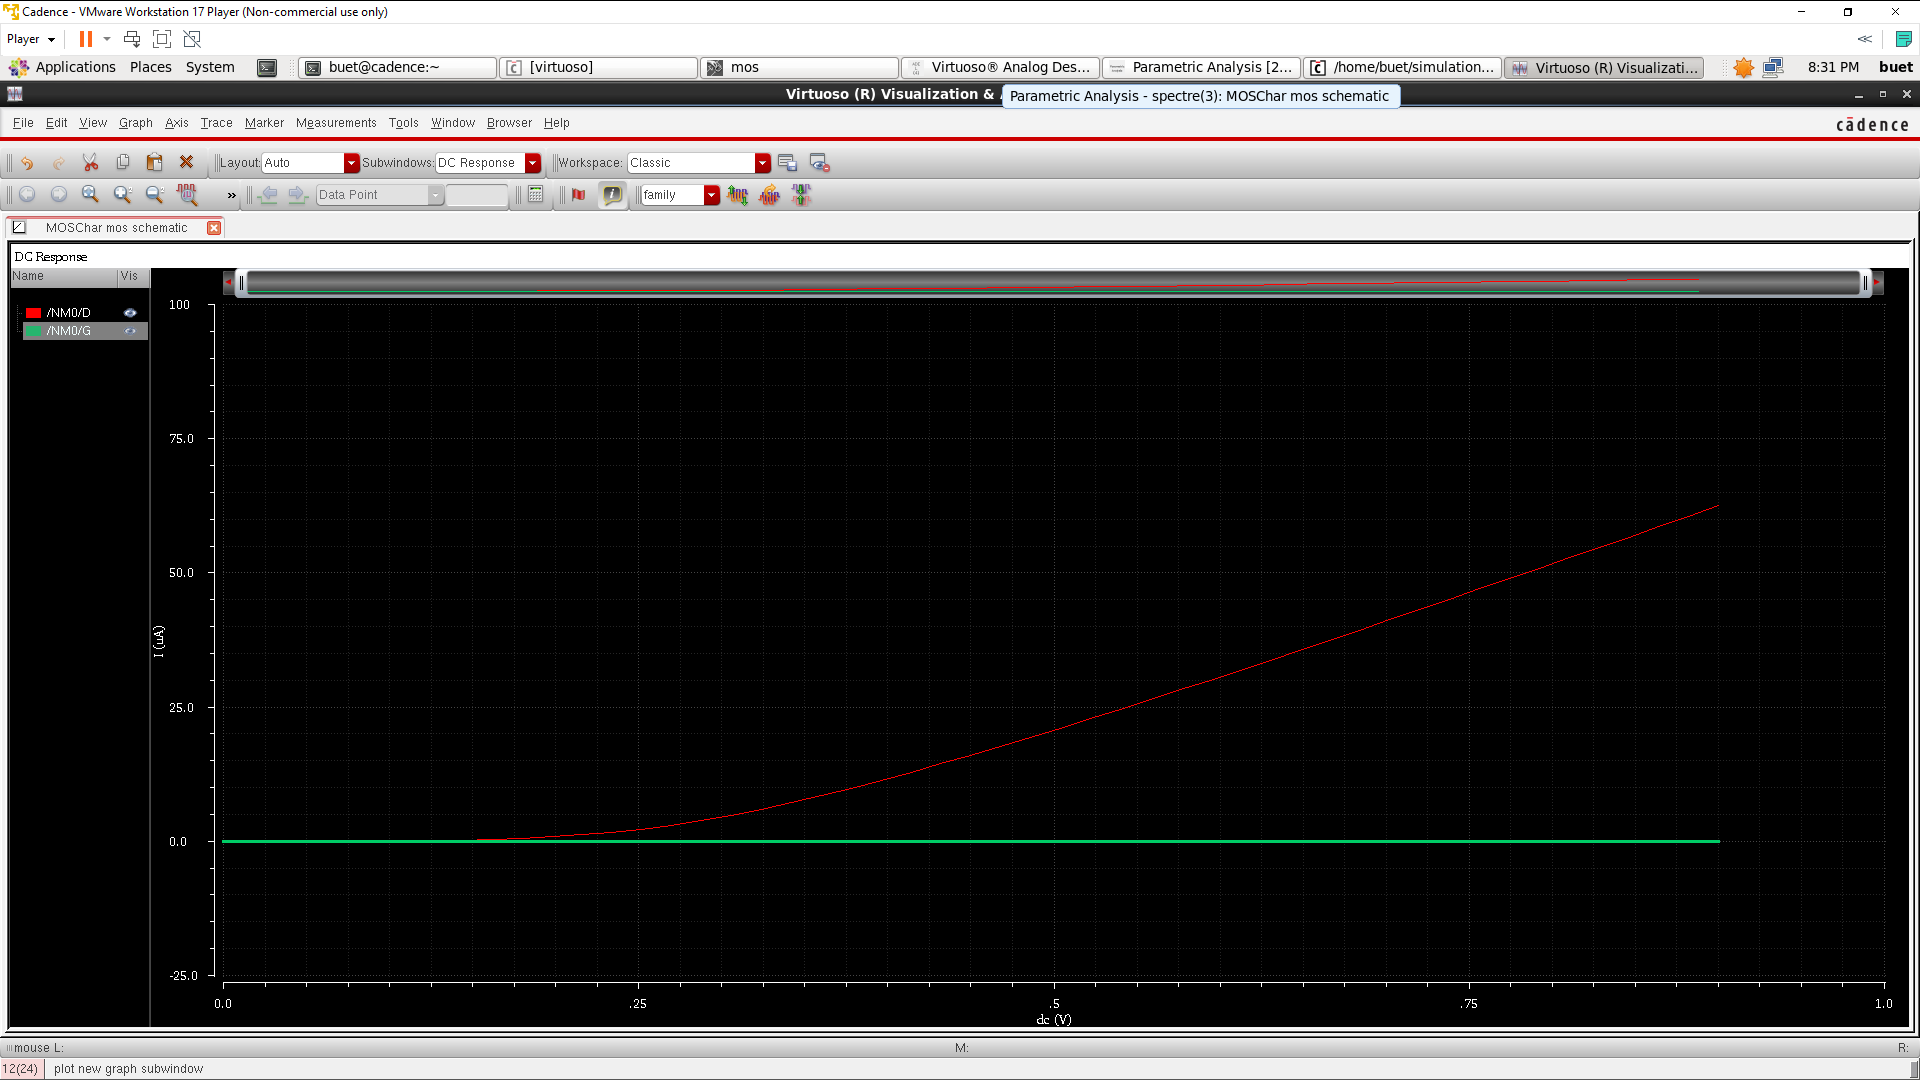 Cadence - VMware Workstation 17 Player (Non-commercial use only)
Player
Applications Places System buet@cadence:~ [virtuoso] mos Virtuoso® Analog Des... Parametric Analysis [2... /home/buet/simulation... Virtuoso (R) Visualizati... 8:31 PM buet
Virtuoso (R) Visualization &
Parametric Analysis - spectre(3): MOSChar mos schematic
File Edit View Graph Axis Trace Marker Measurements Tools Window Browser Help
cādence
Layout: Auto Subwindows: DC Response Workspace: Classic
» Data Point family
MOSChar mos schematic
DC Response
Name Vis
/NM0/D
/NM0/G
100
75.0
50.0
25.0
0.0
-25.0
I (uA)
0.0 .25 .5 .75 1.0
dc (V)
mouse L: M: R:
12(24) plot new graph subwindow